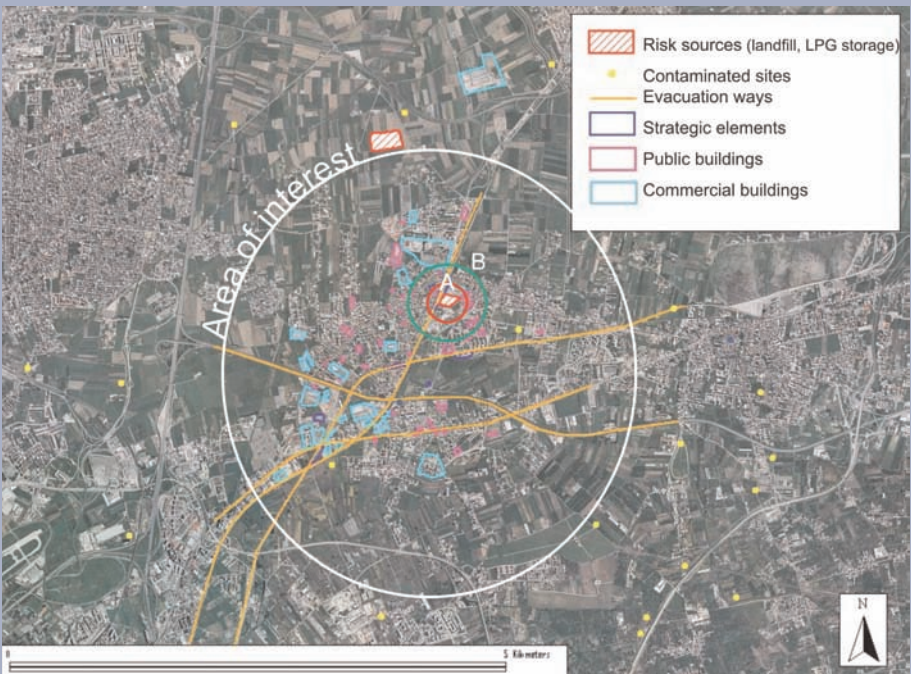 Risk sources (landfill, LPG storage)
Contaminated sites
Evacuation ways
Strategic elements
Public buildings
Commercial buildings
Area of interest
B
A
N
0
5 Kilometers